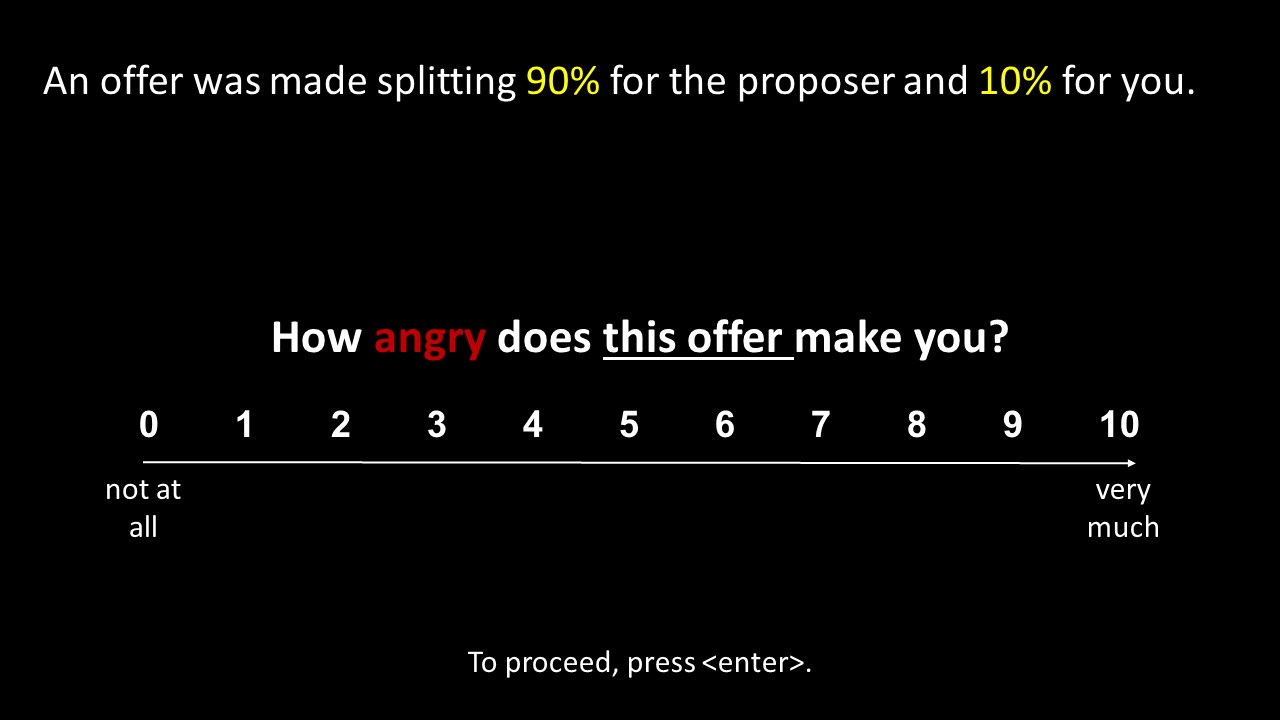 An offer was made splitting 90% for the proposer and 10% for you.
How angry does this offer make you?
0 1 2 3 4 5 6 7 8 9 10
not at all
very much
To proceed, press <enter>.